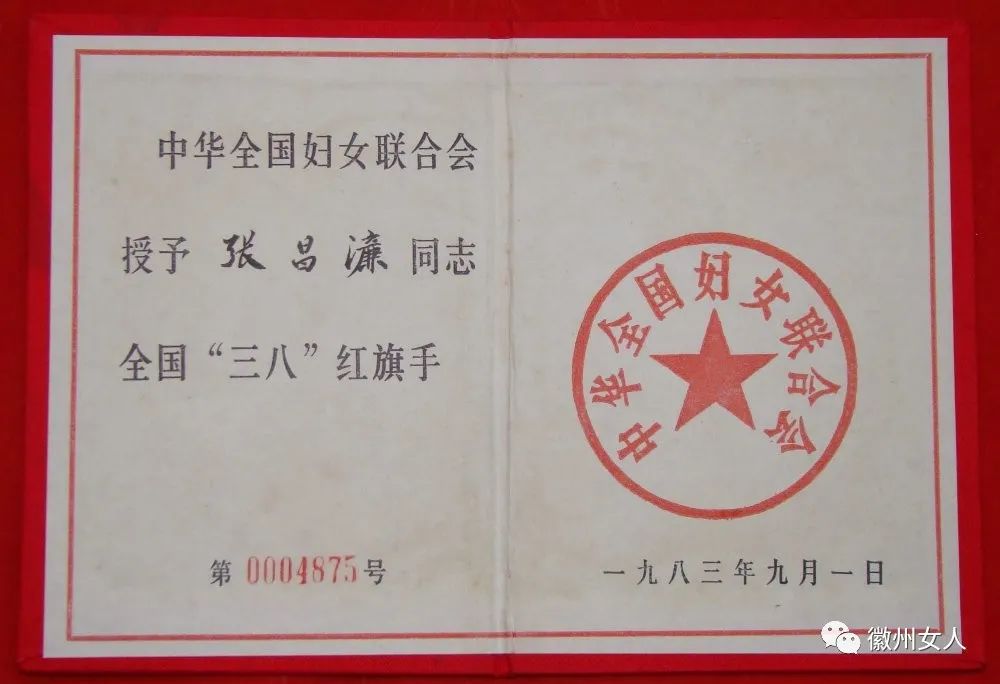 中华全国妇女联合会
授予 张昌濂 同志
全国“三八”红旗手
第 0004875 号
中华全国妇女联合会
一九八三年九月一日
徽州女人